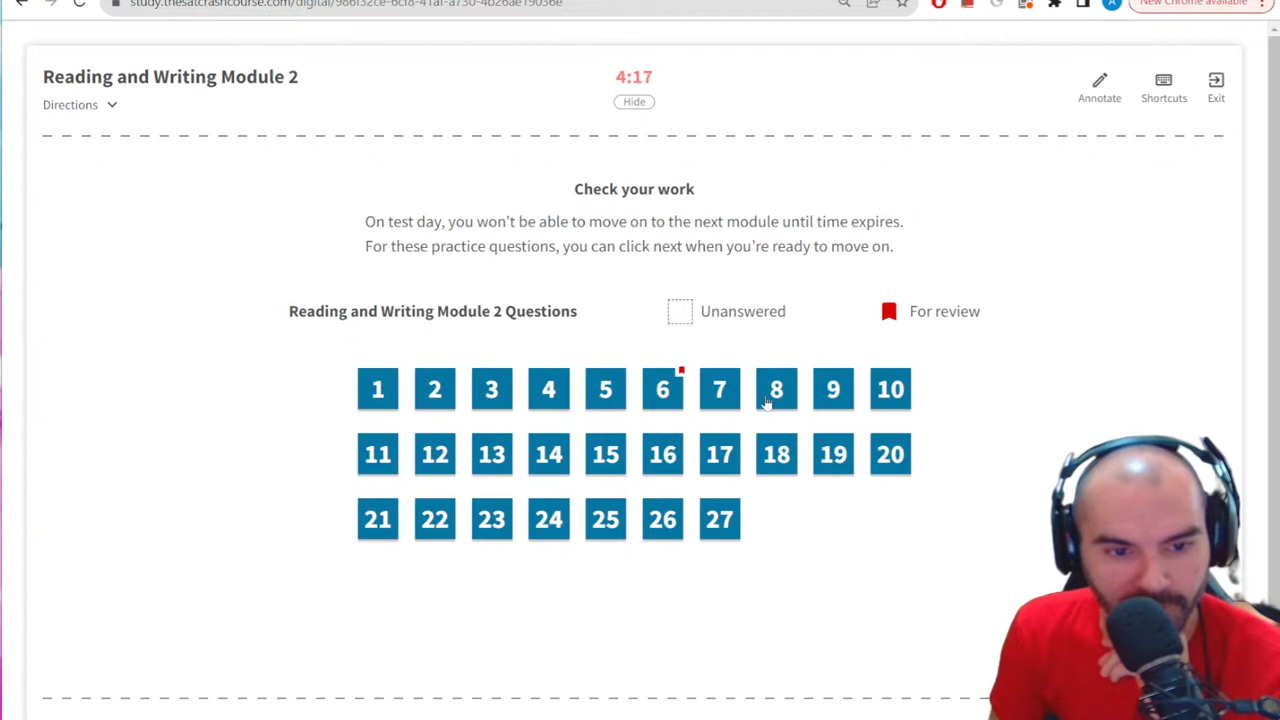 New Chrome available
Reading and Writing Module 2
4:17
Directions
Hide
Annotate
Shortcuts
Exit
Check your work
On test day, you won't be able to move on to the next module until time expires.
For these practice questions, you can click next when you're ready to move on.
Reading and Writing Module 2 Questions
Unanswered
For review
1 2 3 4 5 6 7 8 9 10
11 12 13 14 15 16 17 18 19 20
21 22 23 24 25 26 27